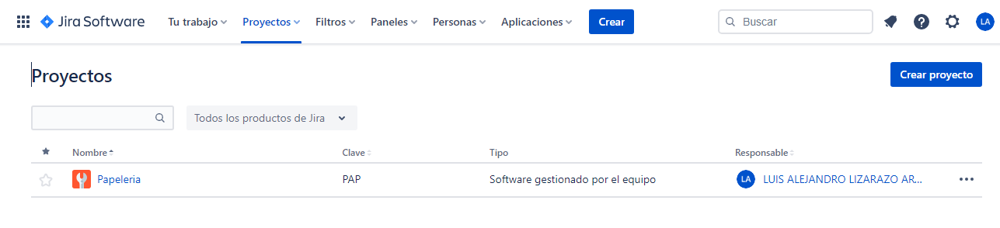 Jira Software Tu trabajo Proyectos Filtros Paneles Personas Aplicaciones Crear Buscar LA
Proyectos Crear proyecto
Todos los productos de Jira
Nombre Clave Tipo Responsable
Papeleria PAP Software gestionado por el equipo LA LUIS ALEJANDRO LIZARAZO AR...